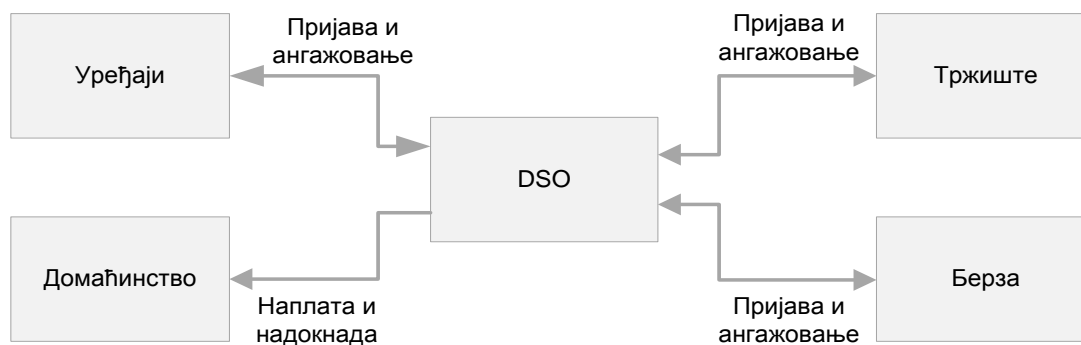 Пријава и
ангажовање
Пријава и
ангажовање
Уређаји
Тржиште
DSO
Домаћинство
Берза
Наплата и
надокнада
Пријава и
ангажовање